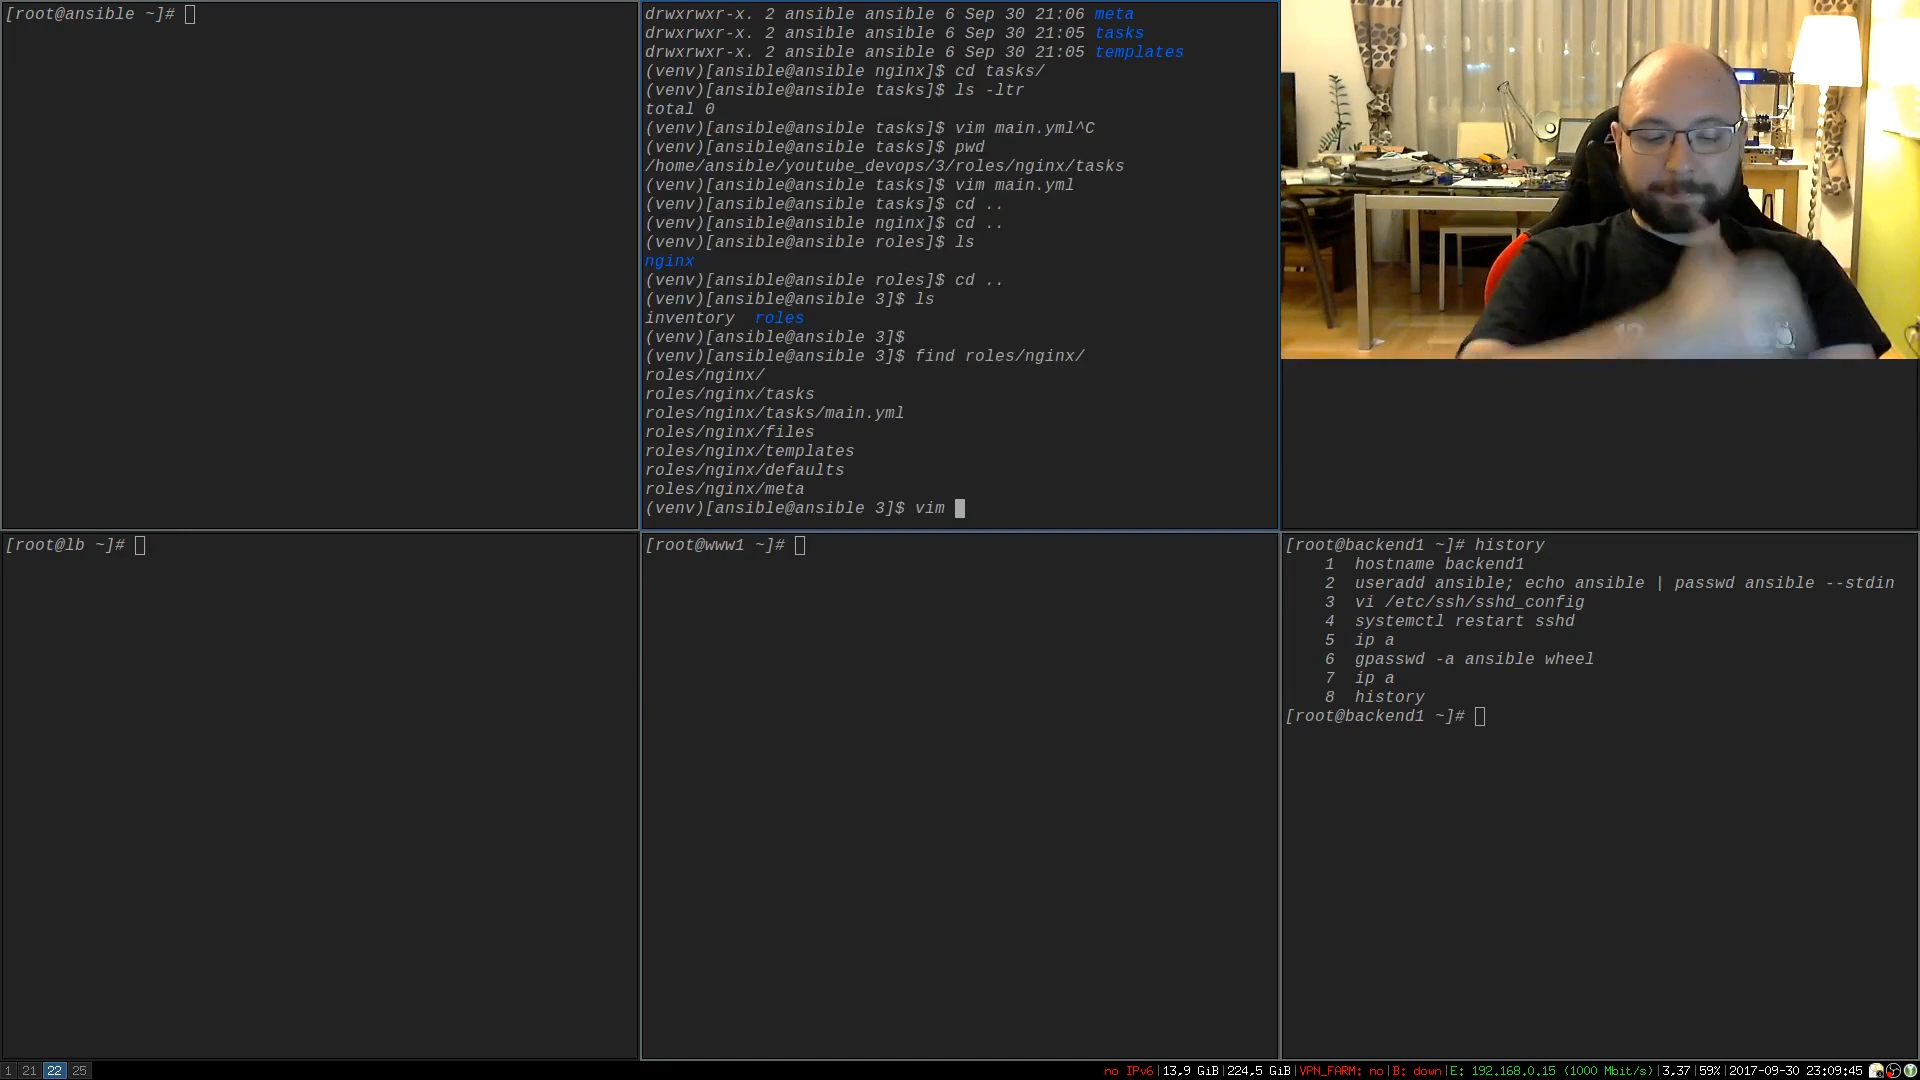 [root@ansible ~]#
drwxrwxr-x. 2 ansible ansible 6 Sep 30 21:06 meta
drwxrwxr-x. 2 ansible ansible 6 Sep 30 21:05 tasks
drwxrwxr-x. 2 ansible ansible 6 Sep 30 21:05 templates
(venv)[ansible@ansible nginx]$ cd tasks/
(venv)[ansible@ansible tasks]$ ls -ltr
total 0
(venv)[ansible@ansible tasks]$ vim main.yml^C
(venv)[ansible@ansible tasks]$ pwd
/home/ansible/youtube_devops/3/roles/nginx/tasks
(venv)[ansible@ansible tasks]$ vim main.yml
(venv)[ansible@ansible tasks]$ cd ..
(venv)[ansible@ansible nginx]$ cd ..
(venv)[ansible@ansible roles]$ ls
nginx
(venv)[ansible@ansible roles]$ cd ..
(venv)[ansible@ansible 3]$ ls
inventory  roles
(venv)[ansible@ansible 3]$
(venv)[ansible@ansible 3]$ find roles/nginx/
roles/nginx/
roles/nginx/tasks
roles/nginx/tasks/main.yml
roles/nginx/files
roles/nginx/templates
roles/nginx/defaults
roles/nginx/meta
(venv)[ansible@ansible 3]$ vim
[root@lb ~]#
[root@www1 ~]#
[root@backend1 ~]# history
1  hostname backend1
2  useradd ansible; echo ansible | passwd ansible --stdin
3  vi /etc/ssh/sshd_config
4  systemctl restart sshd
5  ip a
6  gpasswd -a ansible wheel
7  ip a
8  history
[root@backend1 ~]#
1 21 22 25
no IPv6|13,9 GiB|224,5 GiB|VPN_FARM: no|B: down|E: 192.168.0.15 (1000 Mbit/s)|3,37|59%|2017-09-30 23:09:45